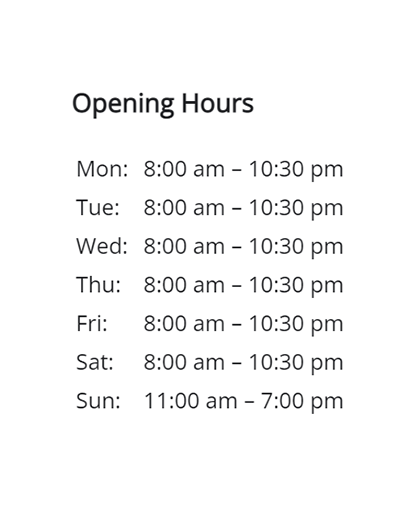 Opening Hours
Mon: 8:00 am – 10:30 pm
Tue: 8:00 am – 10:30 pm
Wed: 8:00 am – 10:30 pm
Thu: 8:00 am – 10:30 pm
Fri: 8:00 am – 10:30 pm
Sat: 8:00 am – 10:30 pm
Sun: 11:00 am – 7:00 pm